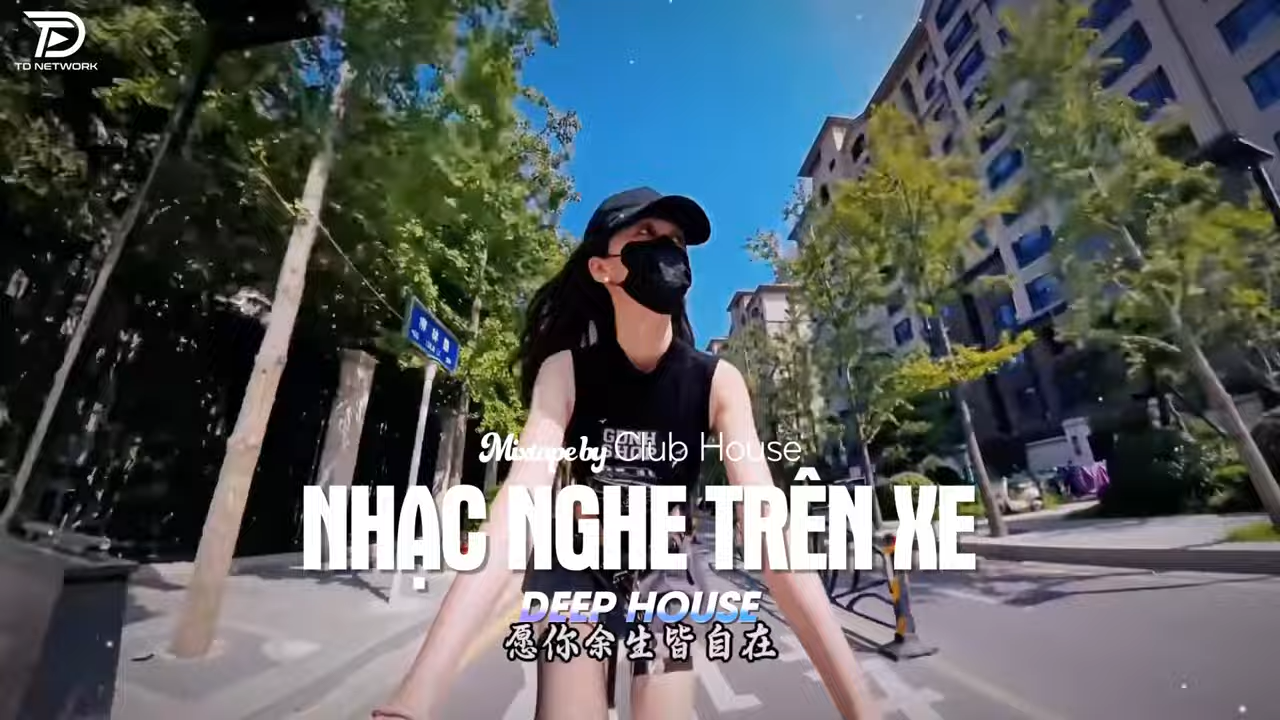 TD NETWORK
Mixtape by Club House
NHẠC NGHE TRÊN XE
DEEP HOUSE
愿你余生皆自在